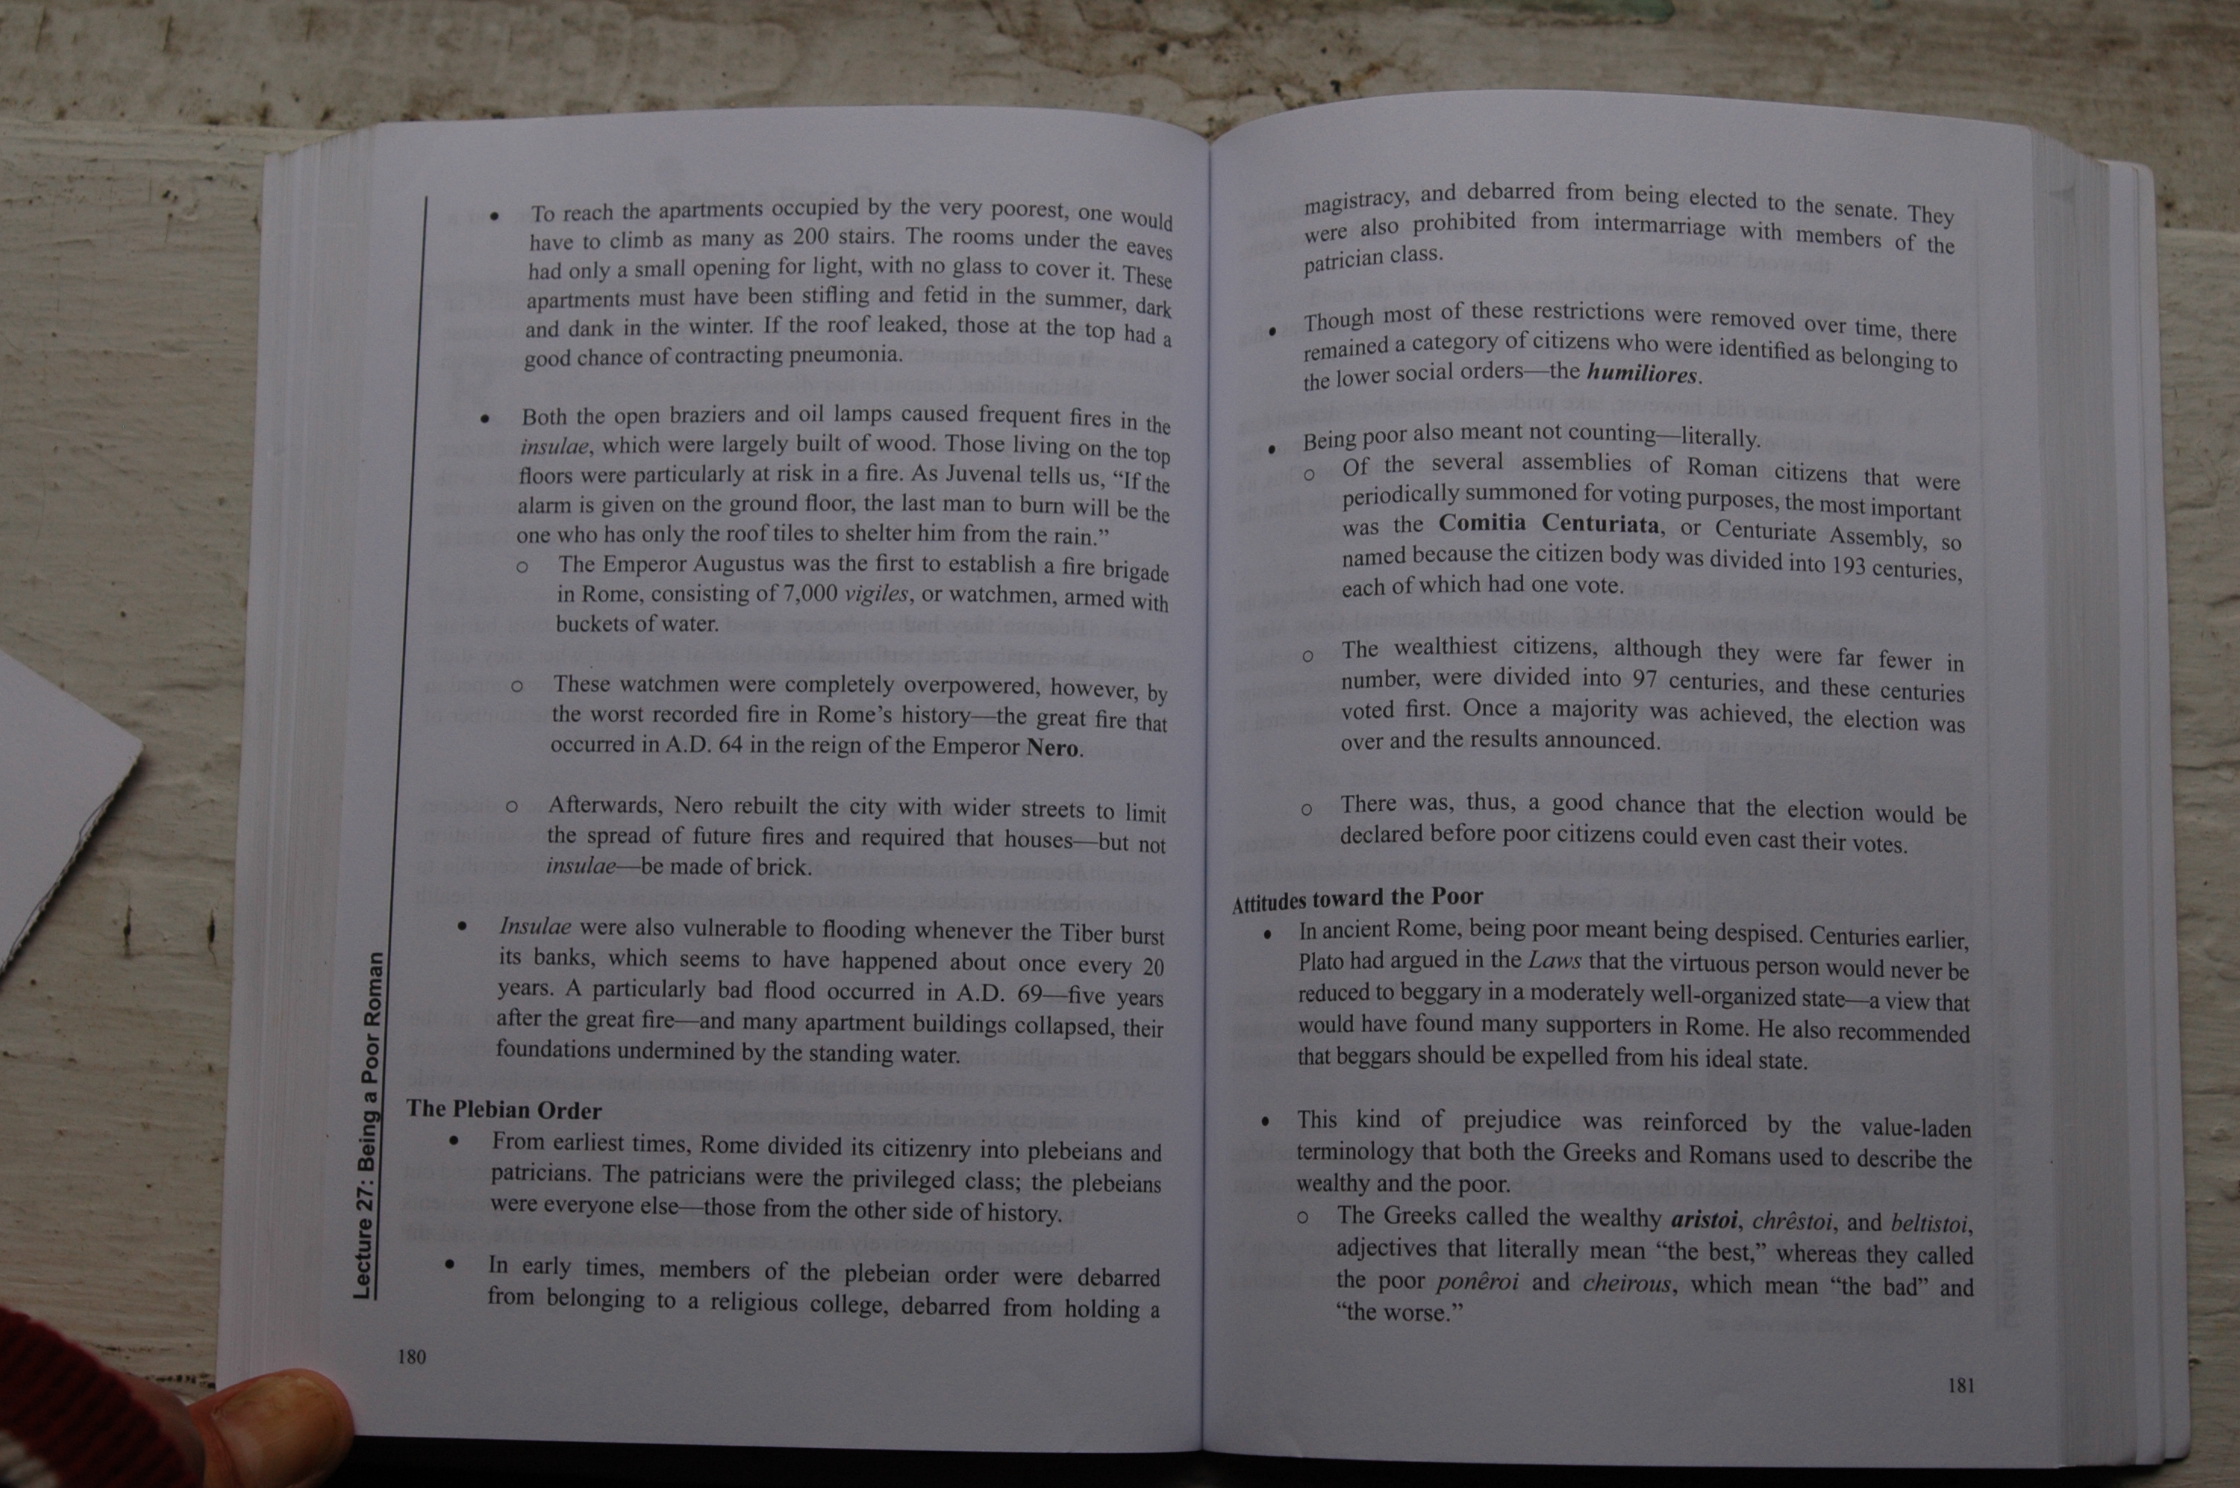 • To reach the apartments occupied by the very poorest, one would
have to climb as many as 200 stairs. The rooms under the eaves
had only a small opening for light, with no glass to cover it. These
apartments must have been stifling and fetid in the summer, dark
and dank in the winter. If the roof leaked, those at the top had a
good chance of contracting pneumonia.
• Both the open braziers and oil lamps caused frequent fires in the
insulae, which were largely built of wood. Those living on the top
floors were particularly at risk in a fire. As Juvenal tells us, “If the
alarm is given on the ground floor, the last man to burn will be the
one who has only the roof tiles to shelter him from the rain.”
o The Emperor Augustus was the first to establish a fire brigade
in Rome, consisting of 7,000 vigiles, or watchmen, armed with
buckets of water.
o These watchmen were completely overpowered, however, by
the worst recorded fire in Rome’s history—the great fire that
occurred in A.D. 64 in the reign of the Emperor Nero.
o Afterwards, Nero rebuilt the city with wider streets to limit
the spread of future fires and required that houses—but not
insulae—be made of brick.
• Insulae were also vulnerable to flooding whenever the Tiber burst
its banks, which seems to have happened about once every 20
years. A particularly bad flood occurred in A.D. 69—five years
after the great fire—and many apartment buildings collapsed, their
foundations undermined by the standing water.
The Plebian Order
• From earliest times, Rome divided its citizenry into plebeians and
patricians. The patricians were the privileged class; the plebeians
were everyone else—those from the other side of history.
• In early times, members of the plebeian order were debarred
from belonging to a religious college, debarred from holding a
Lecture 27: Being a Poor Roman
180
magistracy, and debarred from being elected to the senate. They
were also prohibited from intermarriage with members of the
patrician class.
• Though most of these restrictions were removed over time, there
remained a category of citizens who were identified as belonging to
the lower social orders—the humiliores.
• Being poor also meant not counting—literally.
o Of the several assemblies of Roman citizens that were
periodically summoned for voting purposes, the most important
was the Comitia Centuriata, or Centuriate Assembly, so
named because the citizen body was divided into 193 centuries,
each of which had one vote.
o The wealthiest citizens, although they were far fewer in
number, were divided into 97 centuries, and these centuries
voted first. Once a majority was achieved, the election was
over and the results announced.
o There was, thus, a good chance that the election would be
declared before poor citizens could even cast their votes.
Attitudes toward the Poor
• In ancient Rome, being poor meant being despised. Centuries earlier,
Plato had argued in the Laws that the virtuous person would never be
reduced to beggary in a moderately well-organized state—a view that
would have found many supporters in Rome. He also recommended
that beggars should be expelled from his ideal state.
• This kind of prejudice was reinforced by the value-laden
terminology that both the Greeks and Romans used to describe the
wealthy and the poor.
o The Greeks called the wealthy aristoi, chrêstoi, and beltistoi,
adjectives that literally mean “the best,” whereas they called
the poor ponêroi and cheirous, which mean “the bad” and
“the worse.”
181